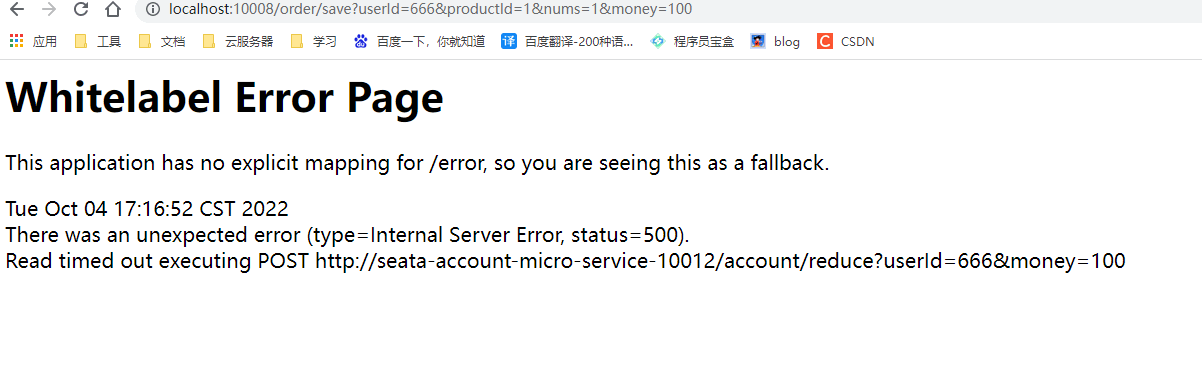 localhost:10008/order/save?userId=666&productId=1&nums=1&money=100
应用 工具 文档 云服务器 学习 百度一下，你就知道 译 百度翻译-200种语... 程序员宝盒 blog C CSDN
Whitelabel Error Page
This application has no explicit mapping for /error, so you are seeing this as a fallback.
Tue Oct 04 17:16:52 CST 2022
There was an unexpected error (type=Internal Server Error, status=500).
Read timed out executing POST http://seata-account-micro-service-10012/account/reduce?userId=666&money=100